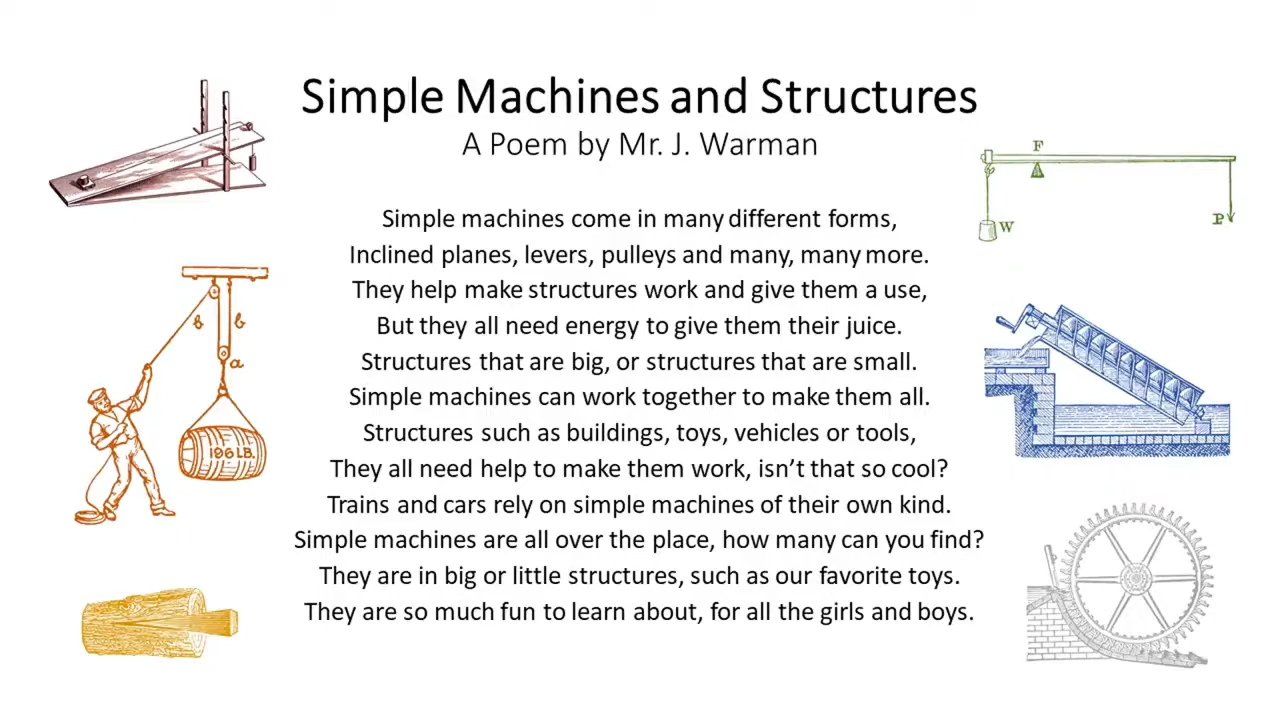 Simple Machines and Structures
A Poem by Mr. J. Warman
Simple machines come in many different forms,
Inclined planes, levers, pulleys and many, many more.
They help make structures work and give them a use,
But they all need energy to give them their juice.
Structures that are big, or structures that are small.
Simple machines can work together to make them all.
Structures such as buildings, toys, vehicles or tools,
They all need help to make them work, isn’t that so cool?
Trains and cars rely on simple machines of their own kind.
Simple machines are all over the place, how many can you find?
They are in big or little structures, such as our favorite toys.
They are so much fun to learn about, for all the girls and boys.
b b
a
196 LB.
F
W
P